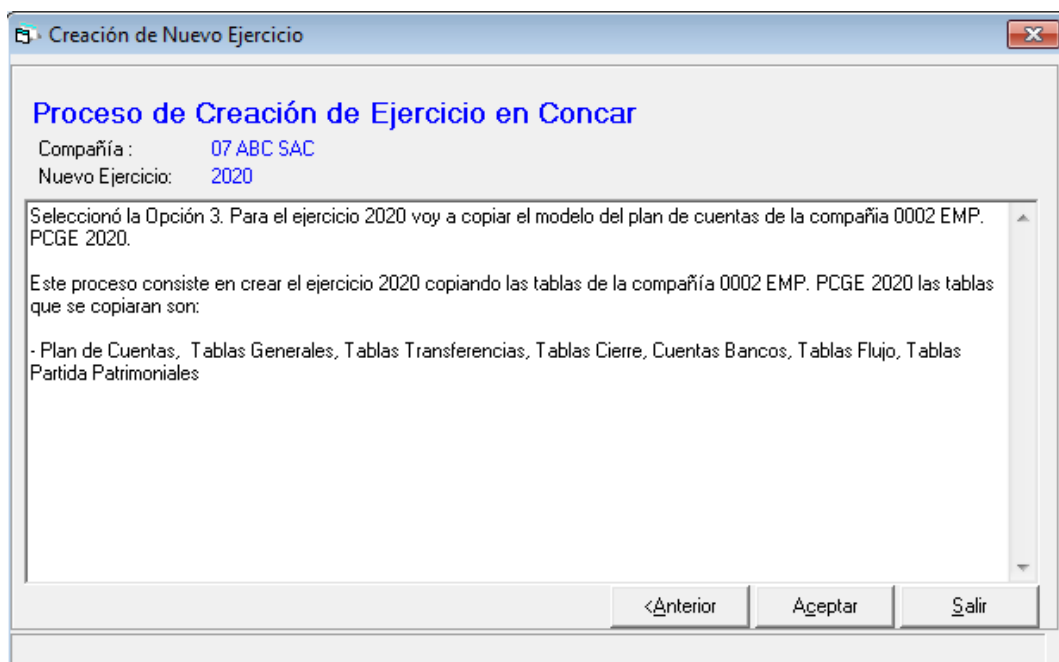 Creación de Nuevo Ejercicio
Proceso de Creación de Ejercicio en Concar
Compañía : 07 ABC SAC
Nuevo Ejercicio: 2020
Seleccionó la Opción 3. Para el ejercicio 2020 voy a copiar el modelo del plan de cuentas de la compañia 0002 EMP.
PCGE 2020.
Este proceso consiste en crear el ejercicio 2020 copiando las tablas de la compañía 0002 EMP. PCGE 2020 las tablas
que se copiaran son:
- Plan de Cuentas,  Tablas Generales, Tablas Transferencias, Tablas Cierre, Cuentas Bancos, Tablas Flujo, Tablas
Partida Patrimoniales
<Anterior Aceptar Salir